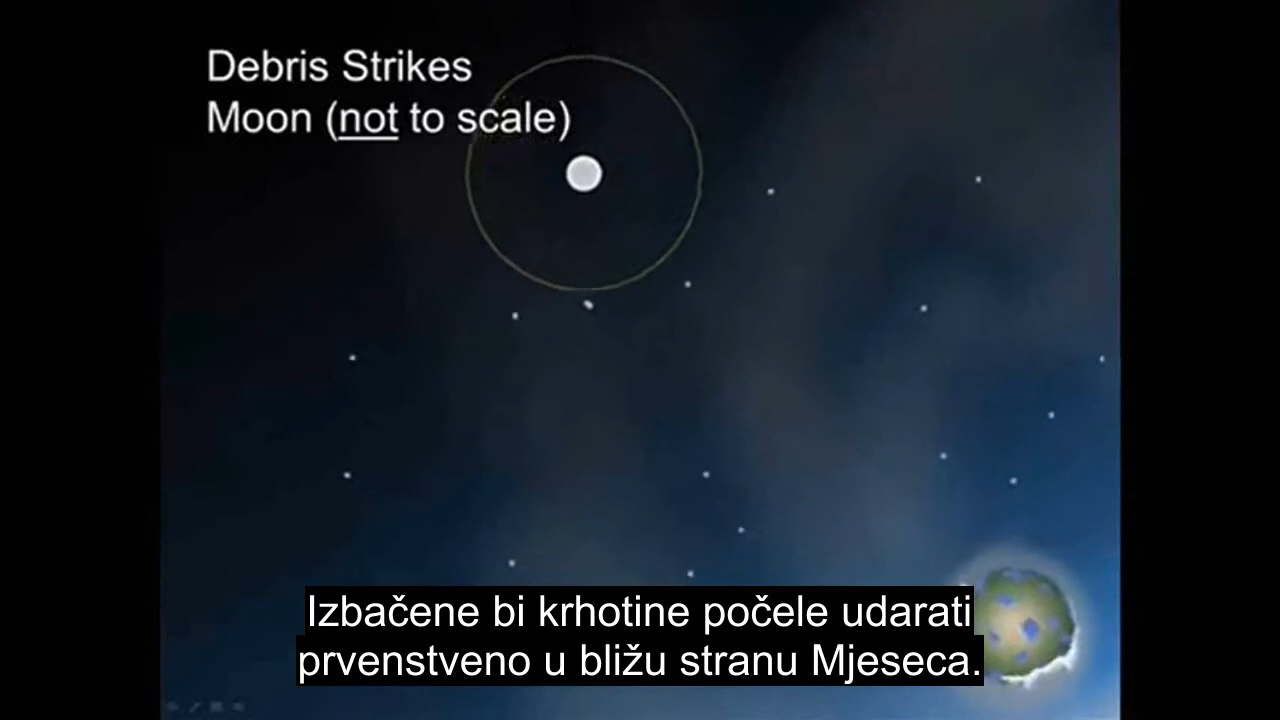 Debris Strikes
Moon (not to scale)
Izbačene bi krhotine počele udarati
prvenstveno u bližu stranu Mjeseca.